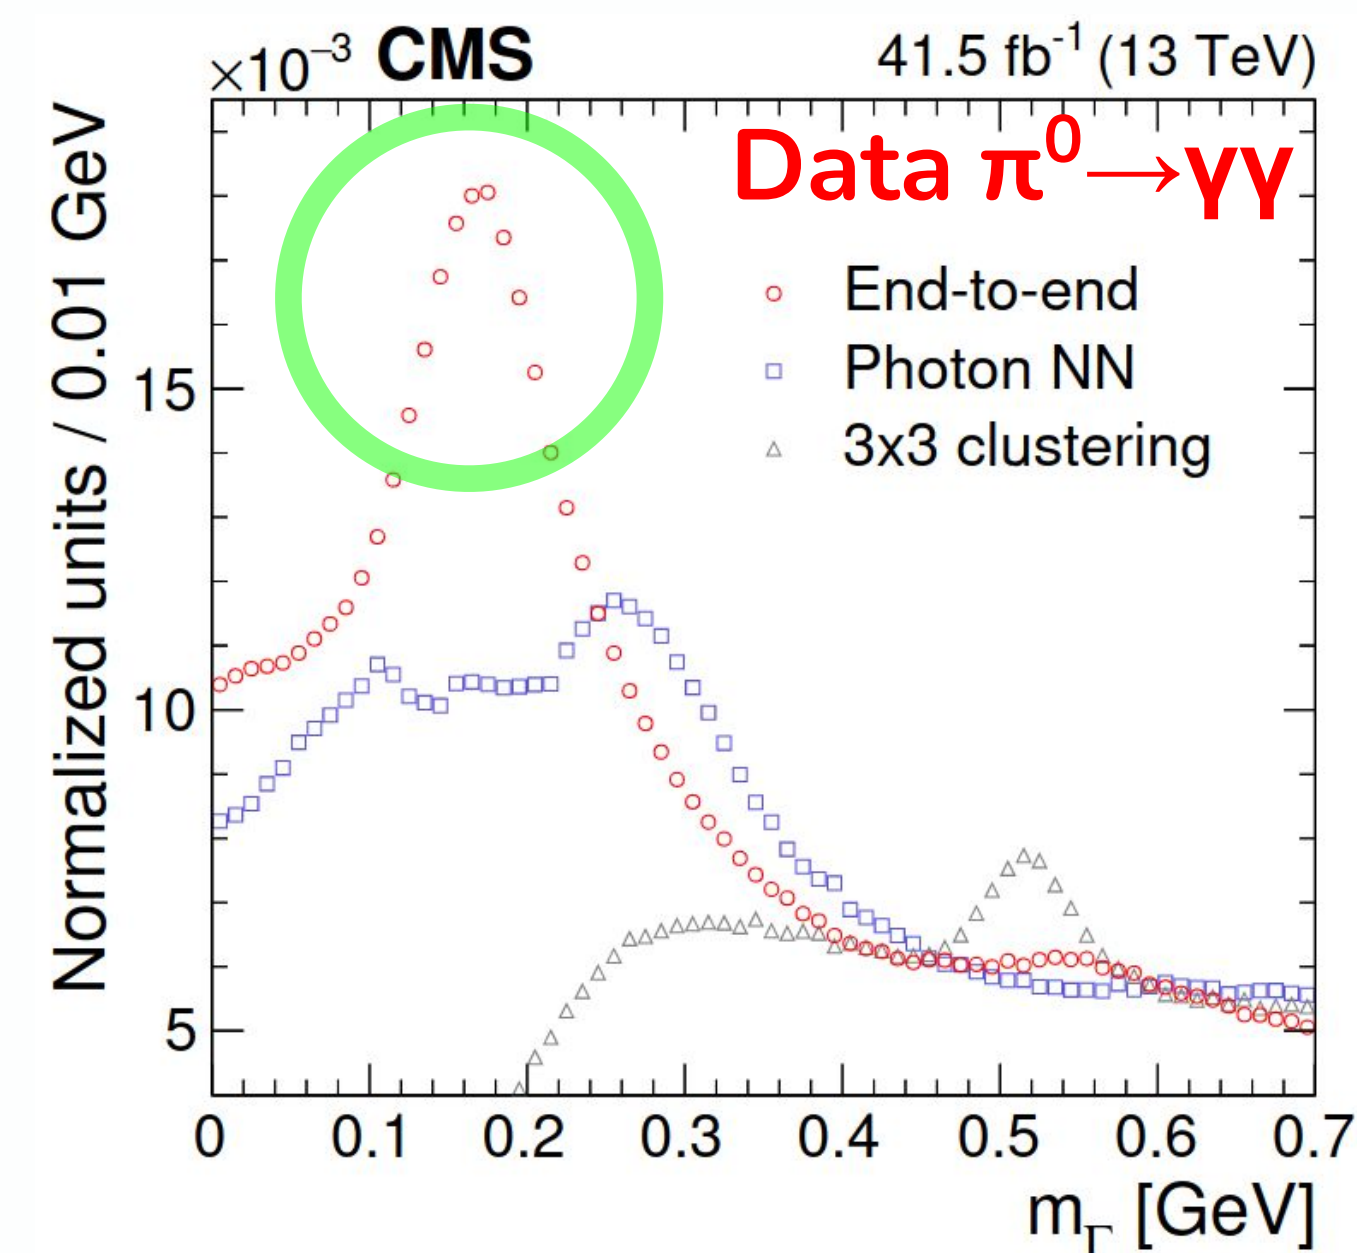 ×10⁻³ CMS 41.5 fb⁻¹ (13 TeV)
Data π⁰→γγ
End-to-end
Photon NN
3x3 clustering
Normalized units / 0.01 GeV
15
10
5
0 0.1 0.2 0.3 0.4 0.5 0.6 0.7
m_Γ [GeV]